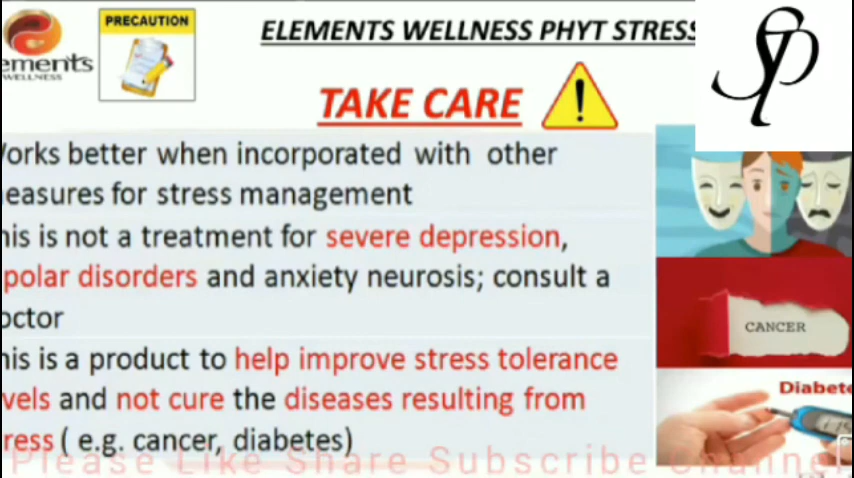 PRECAUTION
ements
WELLNESS
ELEMENTS WELLNESS PHYT STRESS
SP
TAKE CARE
orks better when incorporated with other
easures for stress management
his is not a treatment for severe depression,
polar disorders and anxiety neurosis; consult a
octor
his is a product to help improve stress tolerance
vels and not cure the diseases resulting from
ress ( e.g. cancer, diabetes)
CANCER
Diabete
Please Like Share Subscribe Channel